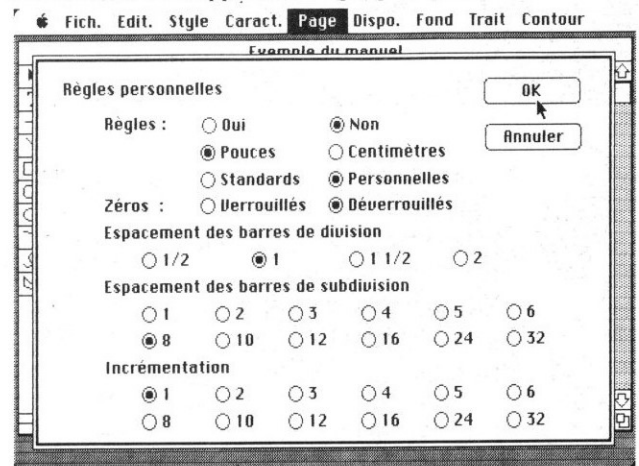 Fich. Edit. Style Caract. Page Dispo. Fond Trait Contour
Exemple du manuel
Règles personnelles
OK
Règles : Oui Non
Annuler
Pouces Centimètres
Standards Personnelles
Zéros : Verrouillés Déverrouillés
Espacement des barres de division
1/2 1 1 1/2 2
Espacement des barres de subdivision
1 2 3 4 5 6
8 10 12 16 24 32
Incrémentation
1 2 3 4 5 6
8 10 12 16 24 32